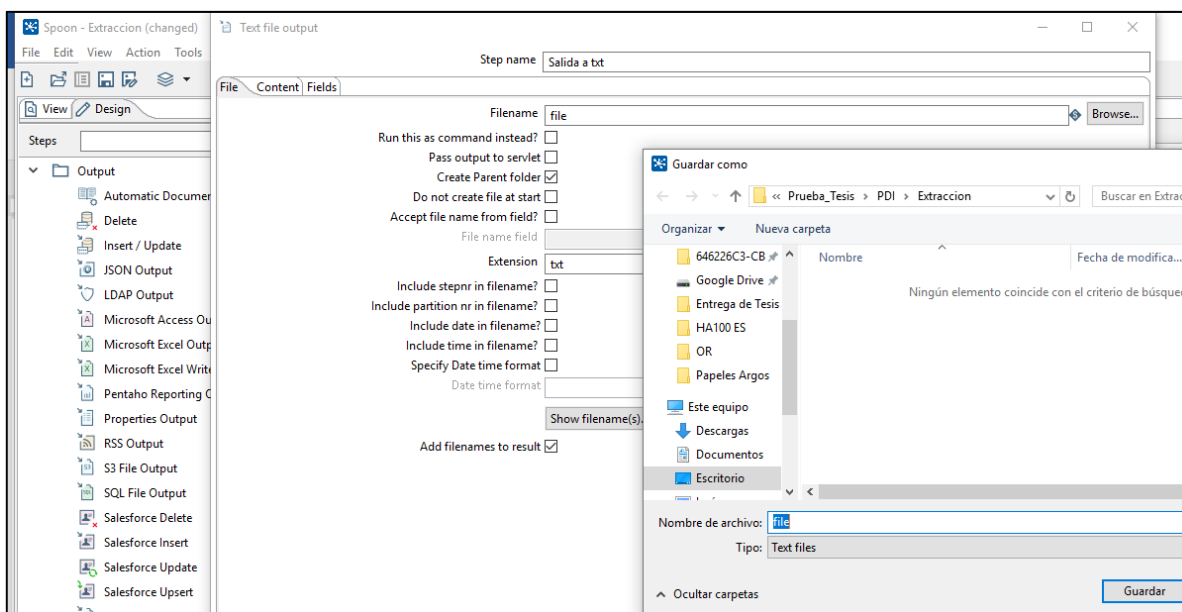 Spoon - Extraccion (changed)
File Edit View Action Tools
View Design
Steps
Output
Automatic Documen
Delete
Insert / Update
JSON Output
LDAP Output
Microsoft Access Ou
Microsoft Excel Outp
Microsoft Excel Write
Pentaho Reporting O
Properties Output
RSS Output
S3 File Output
SQL File Output
Salesforce Delete
Salesforce Insert
Salesforce Update
Salesforce Upsert
Text file output
Step name Salida a txt
File Content Fields
Filename file Browse...
Run this as command instead?
Pass output to servlet
Create Parent folder
Do not create file at start
Accept file name from field?
File name field
Extension txt
Include stepnr in filename?
Include partition nr in filename?
Include date in filename?
Include time in filename?
Specify Date time format
Date time format
Show filename(s).
Add filenames to result
Guardar como
« Prueba_Tesis > PDI > Extraccion Buscar en Extrac
Organizar Nueva carpeta
Nombre Fecha de modifica...
646226C3-CB
Google Drive
Entrega de Tesis
HA100 ES
OR
Papeles Argos
Este equipo
Descargas
Documentos
Escritorio
Ningún elemento coincide con el criterio de búsque
Nombre de archivo: file
Tipo: Text files
Ocultar carpetas Guardar